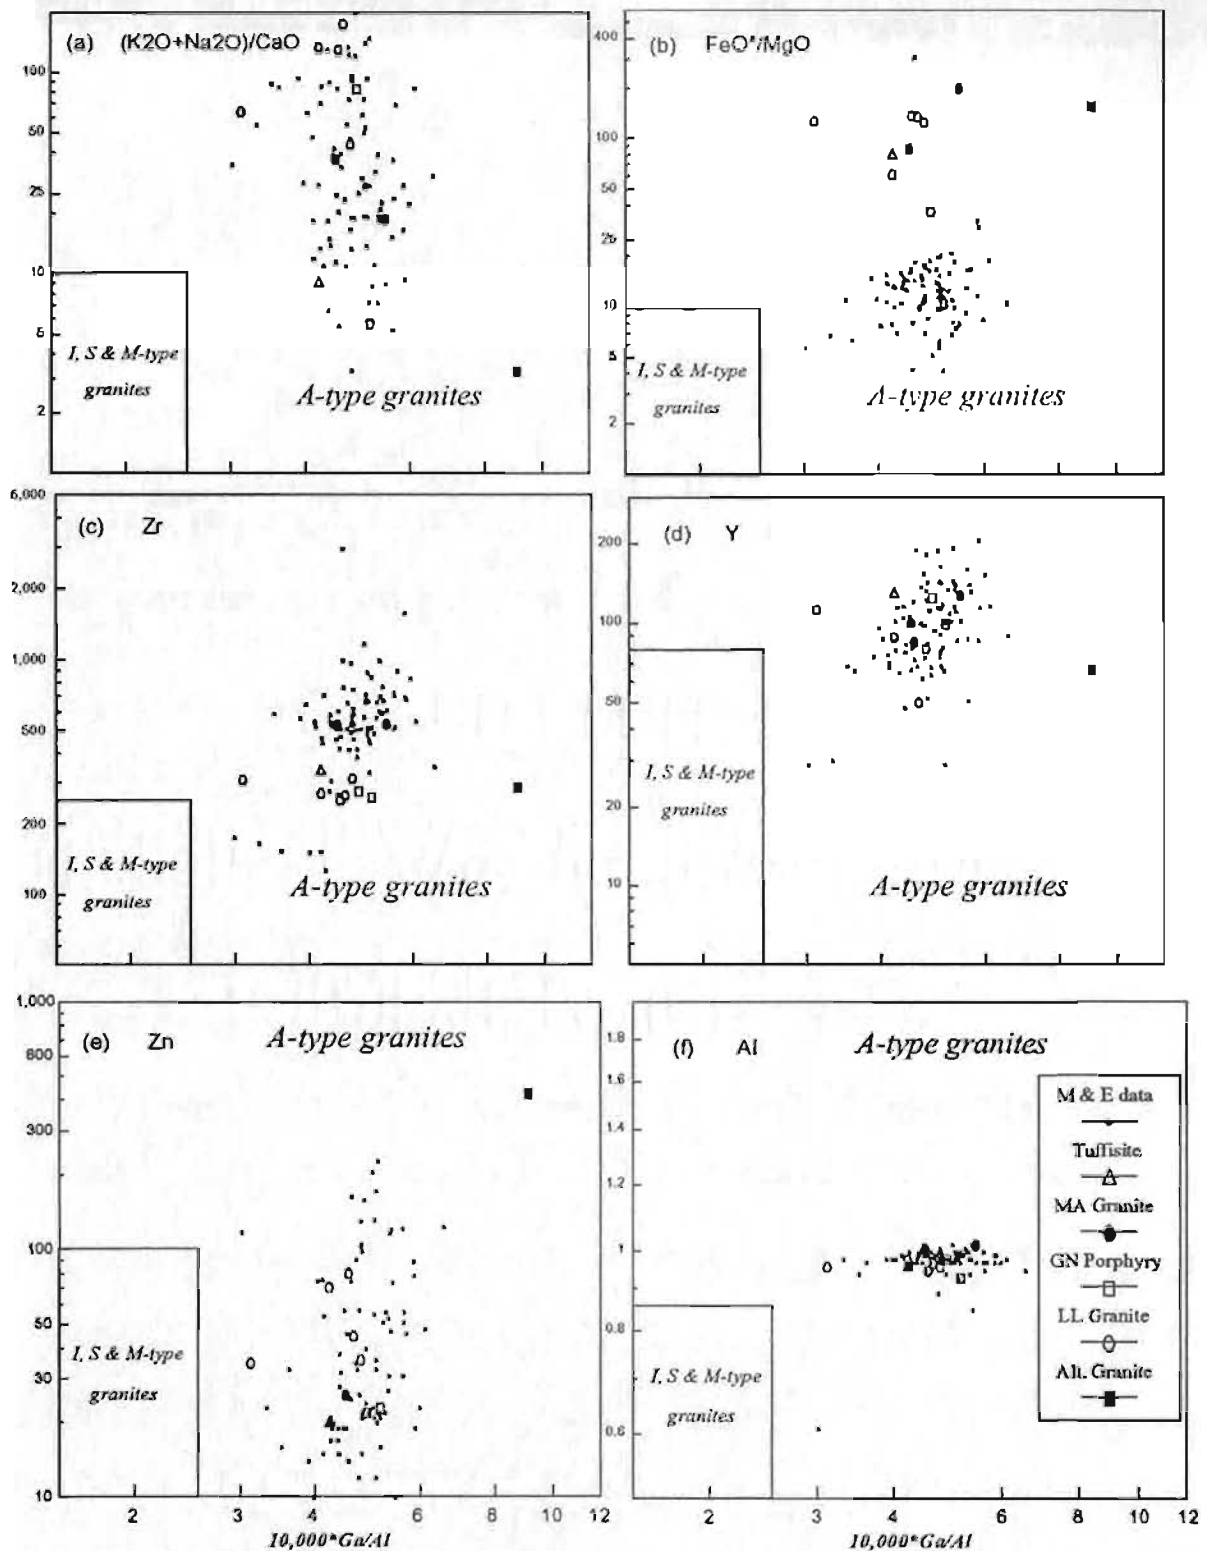 (a) (K2O+Na2O)/CaO
100
50
25
10
5
2
I, S & M-type
granites
A-type granites
(b) FeO*/MgO
400
100
50
25
10
5
2
I, S & M-type
granites
A-type granites
(c) Zr
6,000
2,000
1,000
500
200
100
I, S & M-type
granites
A-type granites
(d) Y
200
100
50
20
10
I, S & M-type
granites
A-type granites
(e) Zn
A-type granites
1,000
600
300
100
50
30
10
I, S & M-type
granites
2 3 4 6 8 10 12
10,000*Ga/Al
(f) Al
A-type granites
1.8
1.6
1.4
1.2
1
0.8
0.6
I, S & M-type
granites
M & E data
Tuffisite
MA Granite
GN Porphyry
LL. Granite
Alt. Granite
2 3 4 6 8 10 12
10,000*Ga/Al